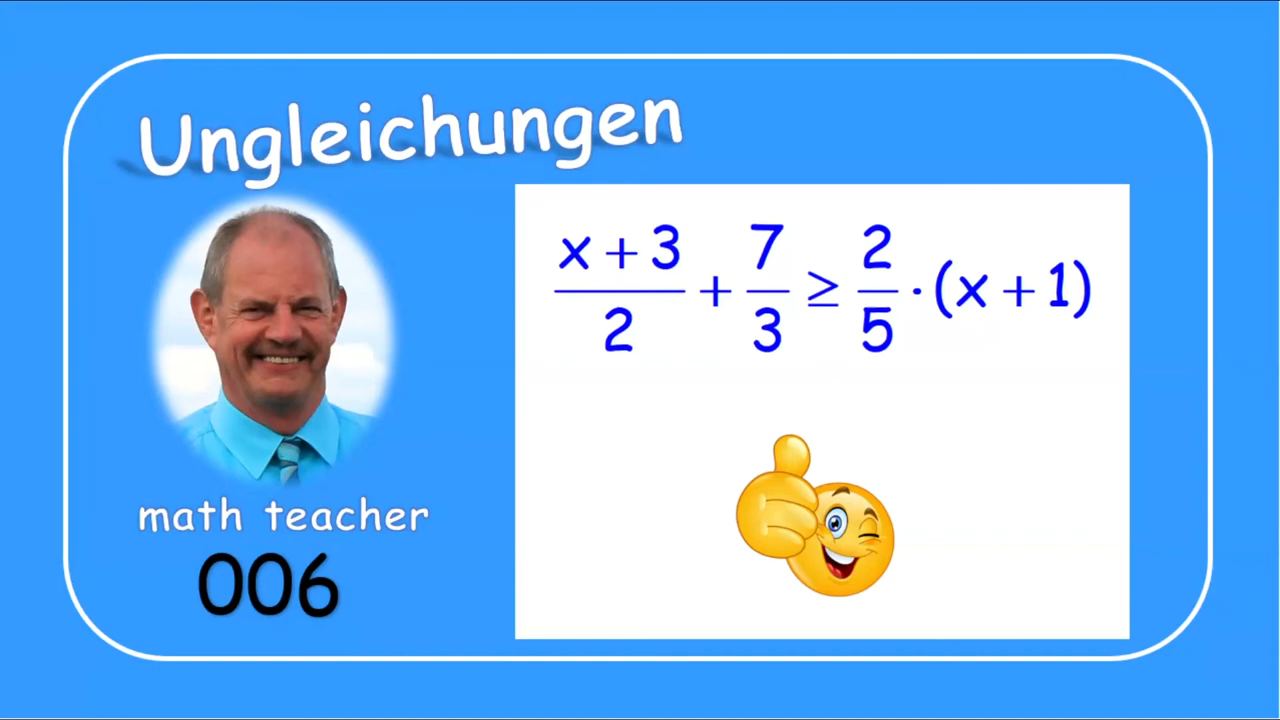 Ungleichungen
(x + 3)/2 + 7/3 ≥ 2/5 · (x + 1)
math teacher
006